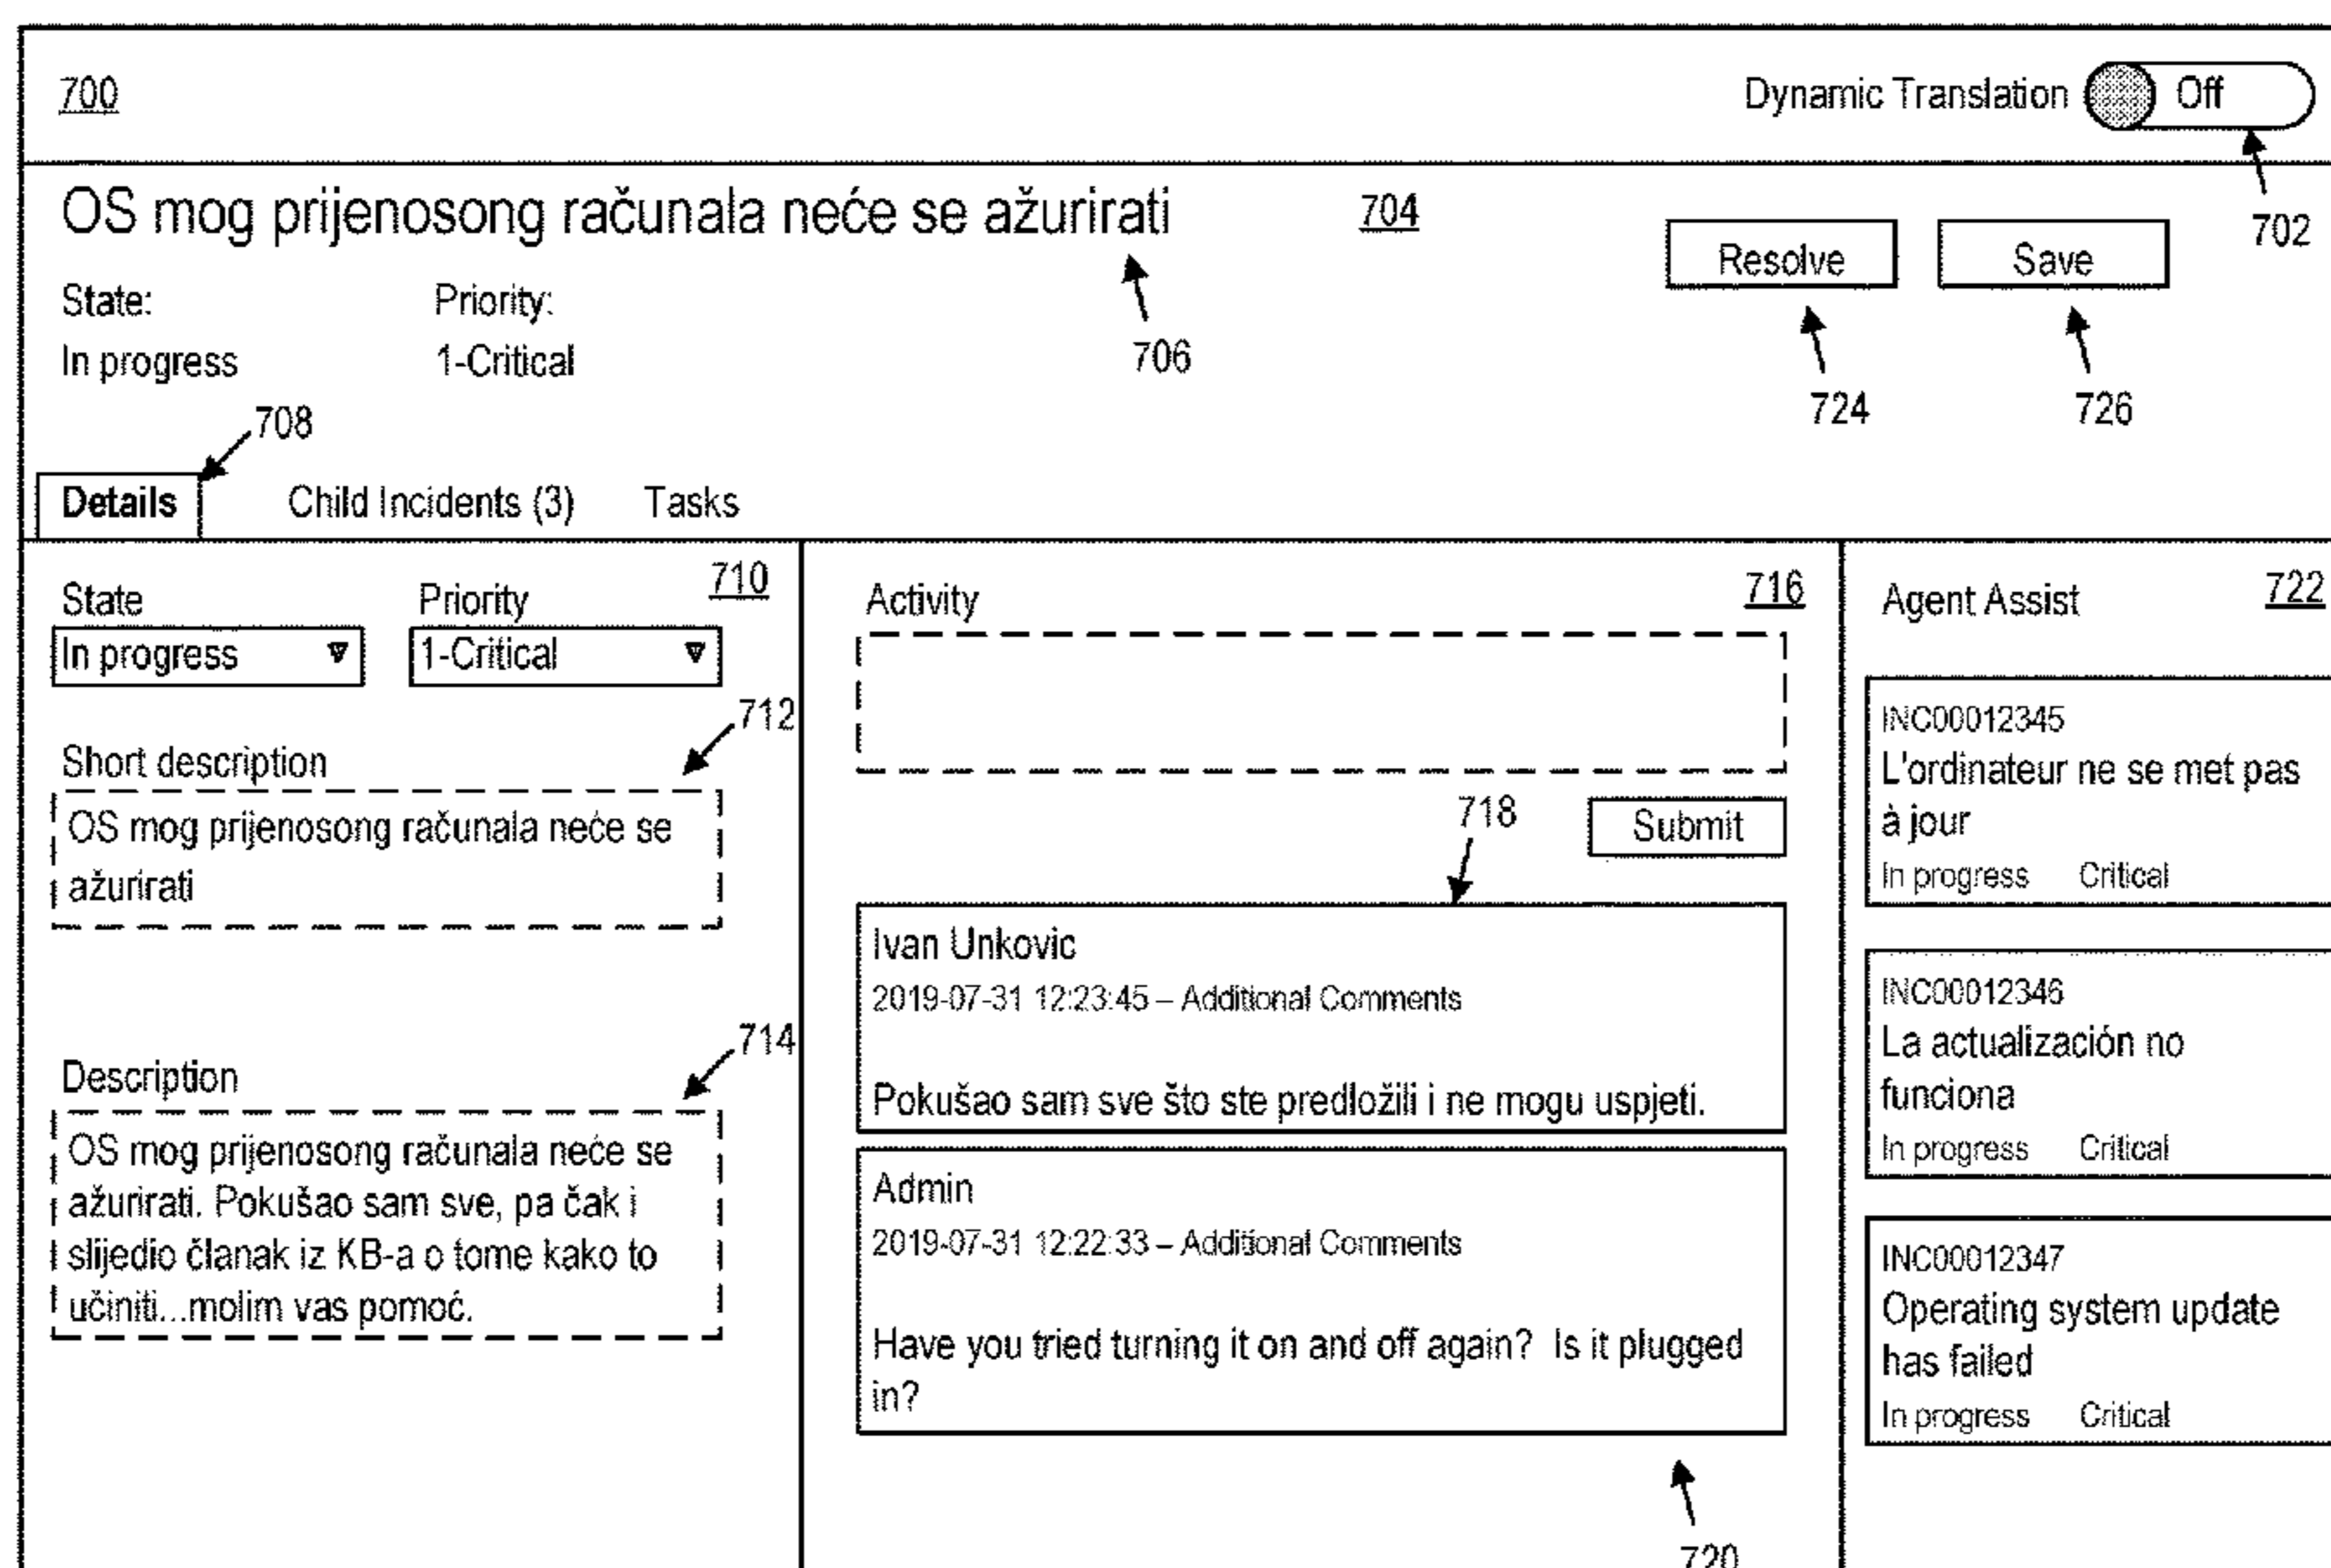 700
Dynamic Translation
Off
702
OS mog prijenosong računala neće se ažurirati
704
Resolve
Save
State:
Priority:
In progress
1-Critical
706
724
726
708
Details
Child Incidents (3)
Tasks
710
State
Priority
In progress
1-Critical
712
Short description
OS mog prijenosong računala neće se
ažurirati
714
Description
OS mog prijenosong računala neće se
ažurirati. Pokušao sam sve, pa čak i
slijedio članak iz KB-a o tome kako to
učiniti...molim vas pomoć.
Activity
716
718
Submit
Ivan Unkovic
2019-07-31 12:23:45 – Additional Comments
Pokušao sam sve što ste predložili i ne mogu uspjeti.
Admin
2019-07-31 12:22:33 – Additional Comments
Have you tried turning it on and off again? Is it plugged
in?
720
Agent Assist
722
INC00012345
L'ordinateur ne se met pas
à jour
In progress Critical
INC00012346
La actualización no
funciona
In progress Critical
INC00012347
Operating system update
has failed
In progress Critical